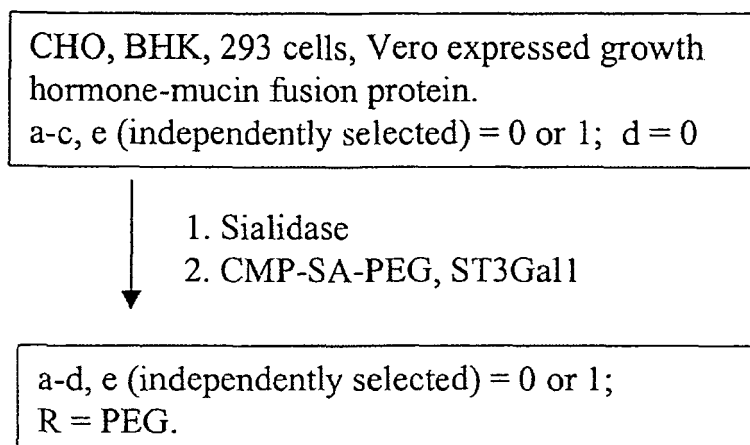 CHO, BHK, 293 cells, Vero expressed growth
hormone-mucin fusion protein.
a-c, e (independently selected) = 0 or 1; d = 0
1. Sialidase
2. CMP-SA-PEG, ST3Gal1
a-d, e (independently selected) = 0 or 1;
R = PEG.